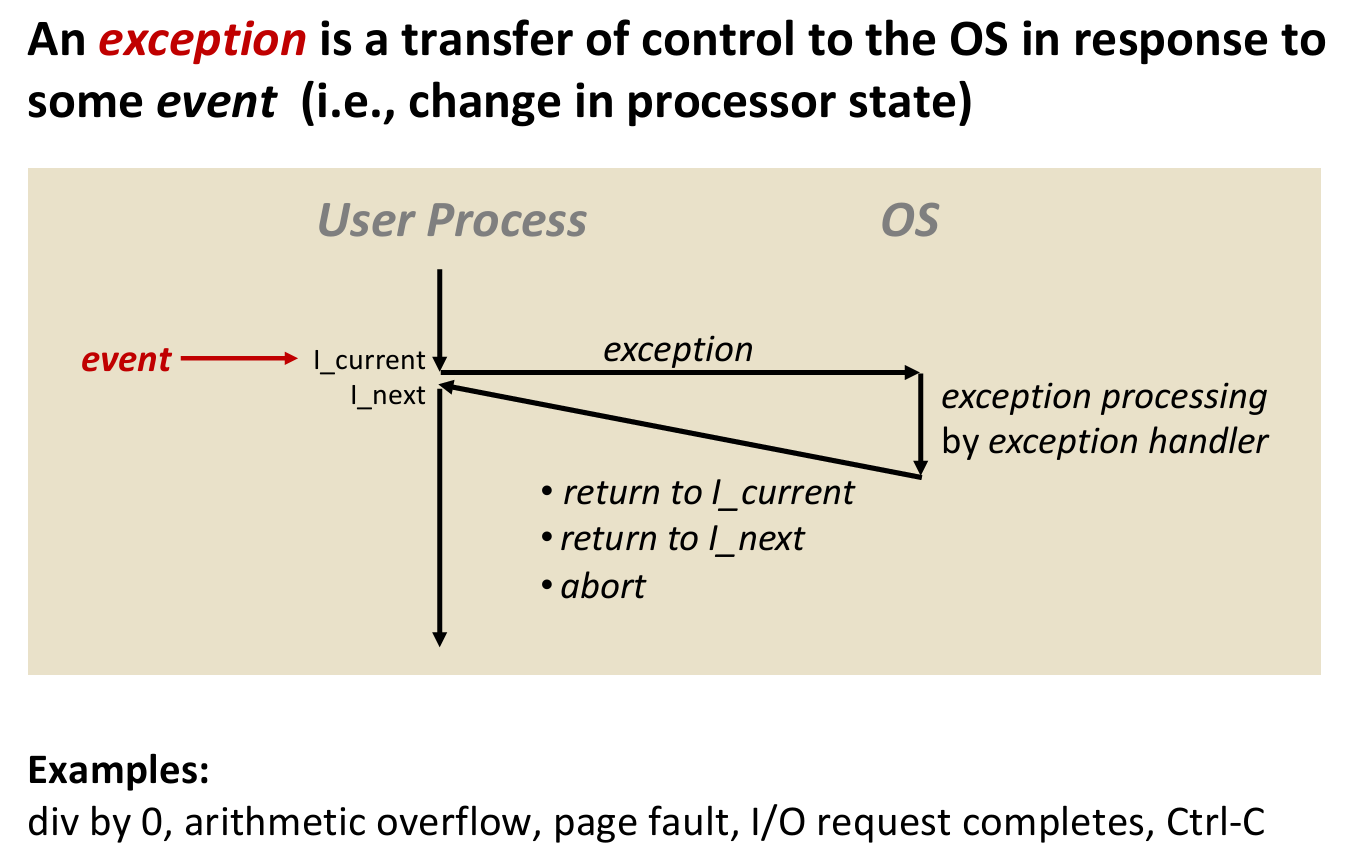 An exception is a transfer of control to the OS in response to
some event (i.e., change in processor state)
User Process
OS
event
I_current
I_next
exception
exception processing
by exception handler
• return to I_current
• return to I_next
• abort
Examples:
div by 0, arithmetic overflow, page fault, I/O request completes, Ctrl-C